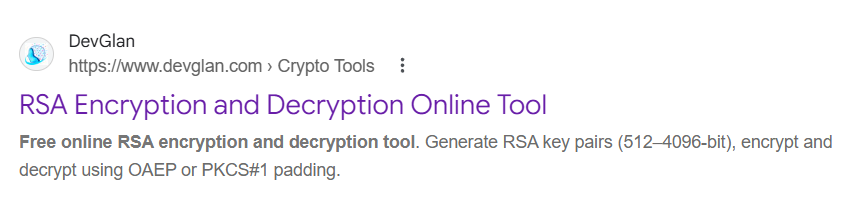 DevGlan
https://www.devglan.com › Crypto Tools
RSA Encryption and Decryption Online Tool
Free online RSA encryption and decryption tool. Generate RSA key pairs (512–4096-bit), encrypt and
decrypt using OAEP or PKCS#1 padding.